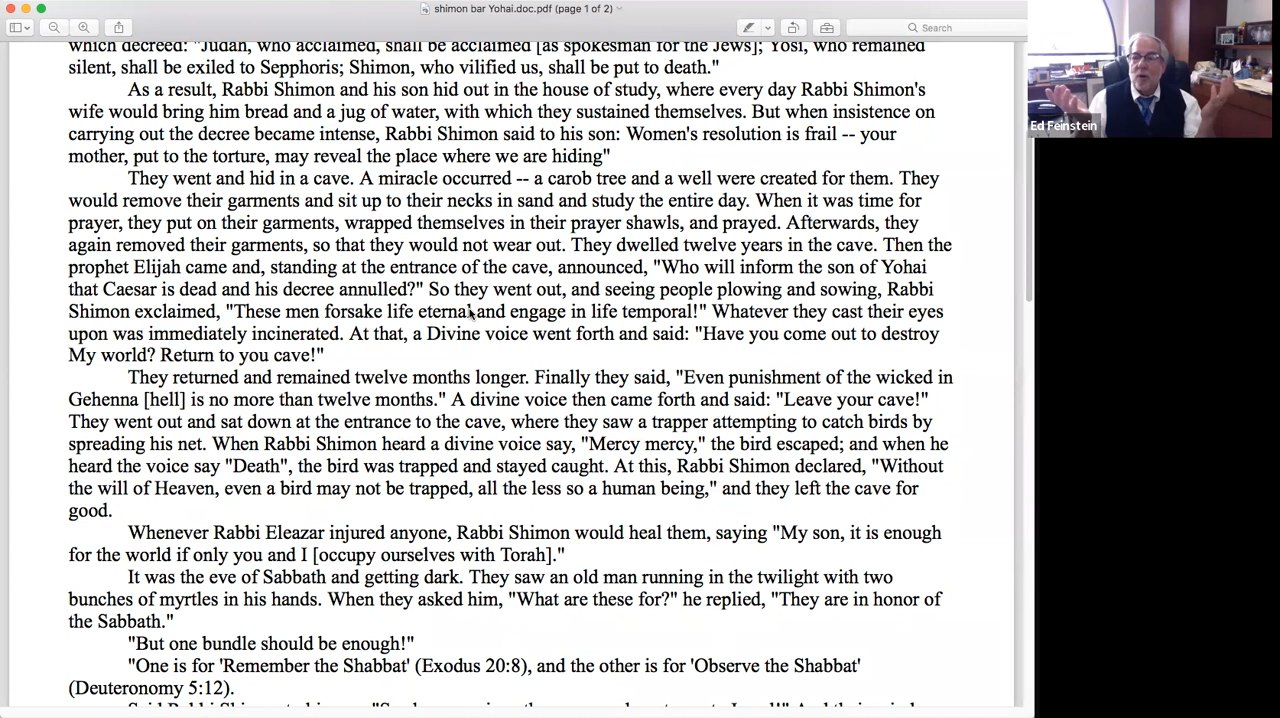 shimon bar Yohai.doc.pdf (page 1 of 2)
Search
which decreed: "Judah, who acclaimed, shall be acclaimed [as spokesman for the Jews]; Yosi, who remained
silent, shall be exiled to Sepphoris; Shimon, who vilified us, shall be put to death."
As a result, Rabbi Shimon and his son hid out in the house of study, where every day Rabbi Shimon's
wife would bring him bread and a jug of water, with which they sustained themselves. But when insistence on
carrying out the decree became intense, Rabbi Shimon said to his son: Women's resolution is frail -- your
mother, put to the torture, may reveal the place where we are hiding"
They went and hid in a cave. A miracle occurred -- a carob tree and a well were created for them. They
would remove their garments and sit up to their necks in sand and study the entire day. When it was time for
prayer, they put on their garments, wrapped themselves in their prayer shawls, and prayed. Afterwards, they
again removed their garments, so that they would not wear out. They dwelled twelve years in the cave. Then the
prophet Elijah came and, standing at the entrance of the cave, announced, "Who will inform the son of Yohai
that Caesar is dead and his decree annulled?" So they went out, and seeing people plowing and sowing, Rabbi
Shimon exclaimed, "These men forsake life eternal and engage in life temporal!" Whatever they cast their eyes
upon was immediately incinerated. At that, a Divine voice went forth and said: "Have you come out to destroy
My world? Return to you cave!"
They returned and remained twelve months longer. Finally they said, "Even punishment of the wicked in
Gehenna [hell] is no more than twelve months." A divine voice then came forth and said: "Leave your cave!"
They went out and sat down at the entrance to the cave, where they saw a trapper attempting to catch birds by
spreading his net. When Rabbi Shimon heard a divine voice say, "Mercy mercy," the bird escaped; and when he
heard the voice say "Death", the bird was trapped and stayed caught. At this, Rabbi Shimon declared, "Without
the will of Heaven, even a bird may not be trapped, all the less so a human being," and they left the cave for
good.
Whenever Rabbi Eleazar injured anyone, Rabbi Shimon would heal them, saying "My son, it is enough
for the world if only you and I [occupy ourselves with Torah]."
It was the eve of Sabbath and getting dark. They saw an old man running in the twilight with two
bunches of myrtles in his hands. When they asked him, "What are these for?" he replied, "They are in honor of
the Sabbath."
"But one bundle should be enough!"
"One is for 'Remember the Shabbat' (Exodus 20:8), and the other is for 'Observe the Shabbat'
(Deuteronomy 5:12).
Ed Feinstein